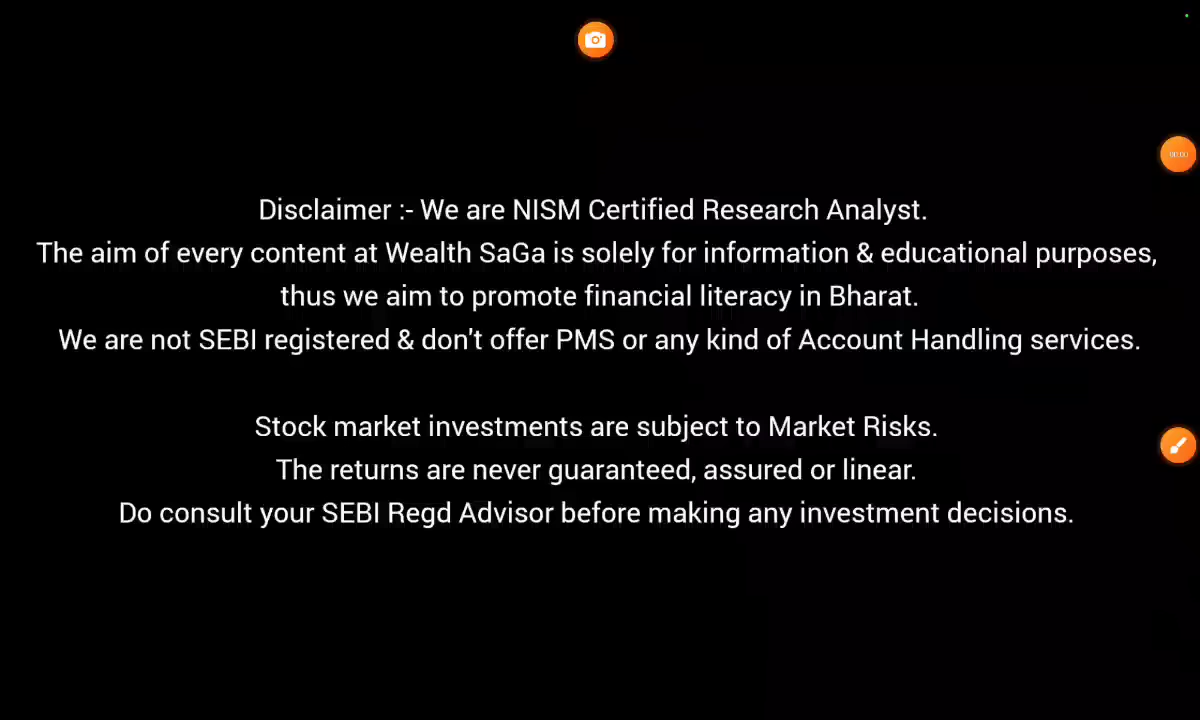 00:00
Disclaimer :- We are NISM Certified Research Analyst.
The aim of every content at Wealth SaGa is solely for information & educational purposes,
thus we aim to promote financial literacy in Bharat.
We are not SEBI registered & don't offer PMS or any kind of Account Handling services.
Stock market investments are subject to Market Risks.
The returns are never guaranteed, assured or linear.
Do consult your SEBI Regd Advisor before making any investment decisions.